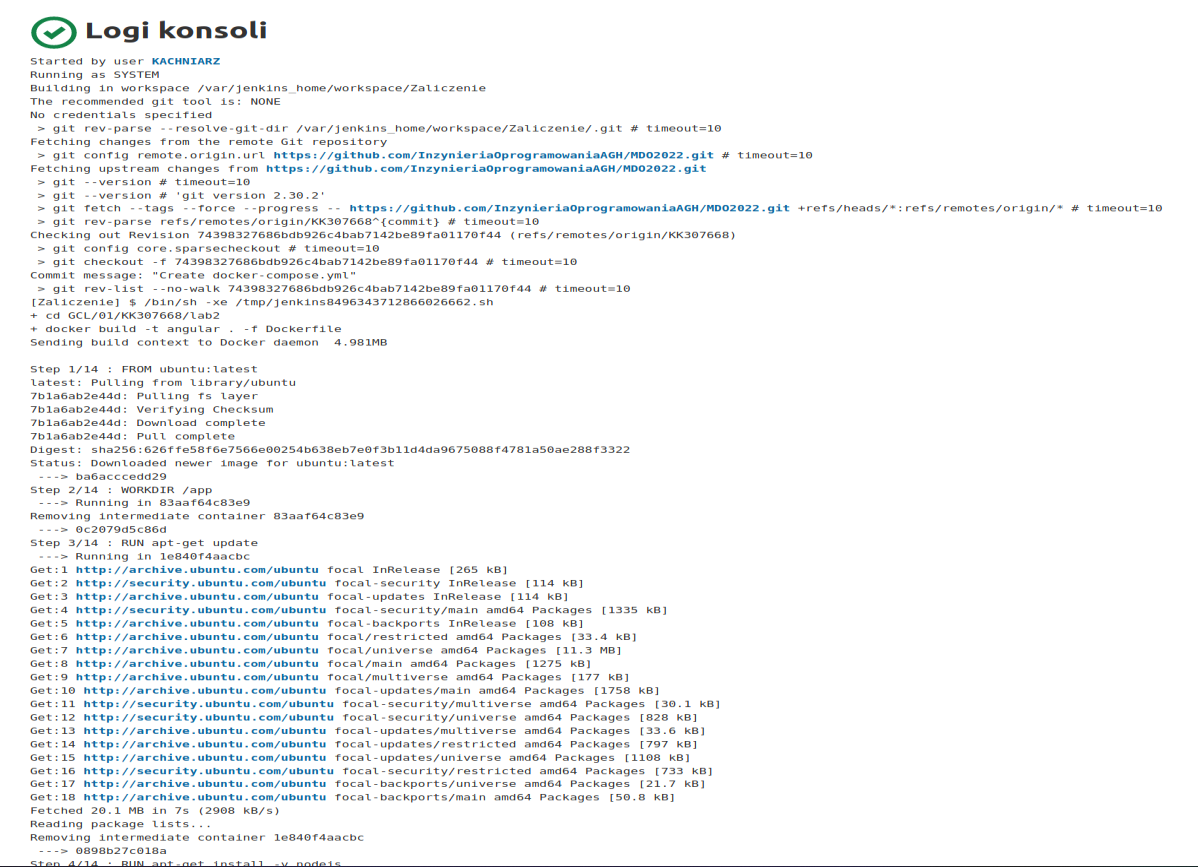 Logi konsoli
Started by user KACHNIARZ
Running as SYSTEM
Building in workspace /var/jenkins_home/workspace/Zaliczenie
The recommended git tool is: NONE
No credentials specified
 > git rev-parse --resolve-git-dir /var/jenkins_home/workspace/Zaliczenie/.git # timeout=10
Fetching changes from the remote Git repository
 > git config remote.origin.url https://github.com/InzynieriaOprogramowaniaAGH/MDO2022.git # timeout=10
Fetching upstream changes from https://github.com/InzynieriaOprogramowaniaAGH/MDO2022.git
 > git --version # timeout=10
 > git --version # 'git version 2.30.2'
 > git fetch --tags --force --progress -- https://github.com/InzynieriaOprogramowaniaAGH/MDO2022.git +refs/heads/*:refs/remotes/origin/* # timeout=10
 > git rev-parse refs/remotes/origin/KK307668^{commit} # timeout=10
Checking out Revision 74398327686bdb926c4bab7142be89fa01170f44 (refs/remotes/origin/KK307668)
 > git config core.sparsecheckout # timeout=10
 > git checkout -f 74398327686bdb926c4bab7142be89fa01170f44 # timeout=10
Commit message: "Create docker-compose.yml"
 > git rev-list --no-walk 74398327686bdb926c4bab7142be89fa01170f44 # timeout=10
[Zaliczenie] $ /bin/sh -xe /tmp/jenkins8496343712866026662.sh
+ cd GCL/01/KK307668/lab2
+ docker build -t angular . -f Dockerfile
Sending build context to Docker daemon  4.981MB
Step 1/14 : FROM ubuntu:latest
latest: Pulling from library/ubuntu
7b1a6ab2e44d: Pulling fs layer
7b1a6ab2e44d: Verifying Checksum
7b1a6ab2e44d: Download complete
7b1a6ab2e44d: Pull complete
Digest: sha256:626ffe58f6e7566e00254b638eb7e0f3b11d4da9675088f4781a50ae288f3322
Status: Downloaded newer image for ubuntu:latest
 ---> ba6acccedd29
Step 2/14 : WORKDIR /app
 ---> Running in 83aaf64c83e9
Removing intermediate container 83aaf64c83e9
 ---> 0c2079d5c86d
Step 3/14 : RUN apt-get update
 ---> Running in 1e840f4aacbc
Get:1 http://archive.ubuntu.com/ubuntu focal InRelease [265 kB]
Get:2 http://security.ubuntu.com/ubuntu focal-security InRelease [114 kB]
Get:3 http://archive.ubuntu.com/ubuntu focal-updates InRelease [114 kB]
Get:4 http://security.ubuntu.com/ubuntu focal-security/main amd64 Packages [1335 kB]
Get:5 http://archive.ubuntu.com/ubuntu focal-backports InRelease [108 kB]
Get:6 http://archive.ubuntu.com/ubuntu focal/restricted amd64 Packages [33.4 kB]
Get:7 http://archive.ubuntu.com/ubuntu focal/universe amd64 Packages [11.3 MB]
Get:8 http://archive.ubuntu.com/ubuntu focal/main amd64 Packages [1275 kB]
Get:9 http://archive.ubuntu.com/ubuntu focal/multiverse amd64 Packages [177 kB]
Get:10 http://archive.ubuntu.com/ubuntu focal-updates/main amd64 Packages [1758 kB]
Get:11 http://security.ubuntu.com/ubuntu focal-security/multiverse amd64 Packages [30.1 kB]
Get:12 http://security.ubuntu.com/ubuntu focal-security/universe amd64 Packages [828 kB]
Get:13 http://archive.ubuntu.com/ubuntu focal-updates/multiverse amd64 Packages [33.6 kB]
Get:14 http://archive.ubuntu.com/ubuntu focal-updates/restricted amd64 Packages [797 kB]
Get:15 http://archive.ubuntu.com/ubuntu focal-updates/universe amd64 Packages [1108 kB]
Get:16 http://security.ubuntu.com/ubuntu focal-security/restricted amd64 Packages [733 kB]
Get:17 http://archive.ubuntu.com/ubuntu focal-backports/universe amd64 Packages [21.7 kB]
Get:18 http://archive.ubuntu.com/ubuntu focal-backports/main amd64 Packages [50.8 kB]
Fetched 20.1 MB in 7s (2908 kB/s)
Reading package lists...
Removing intermediate container 1e840f4aacbc
 ---> 0898b27c018a
Step 4/14 : RUN apt-get install -y nodejs